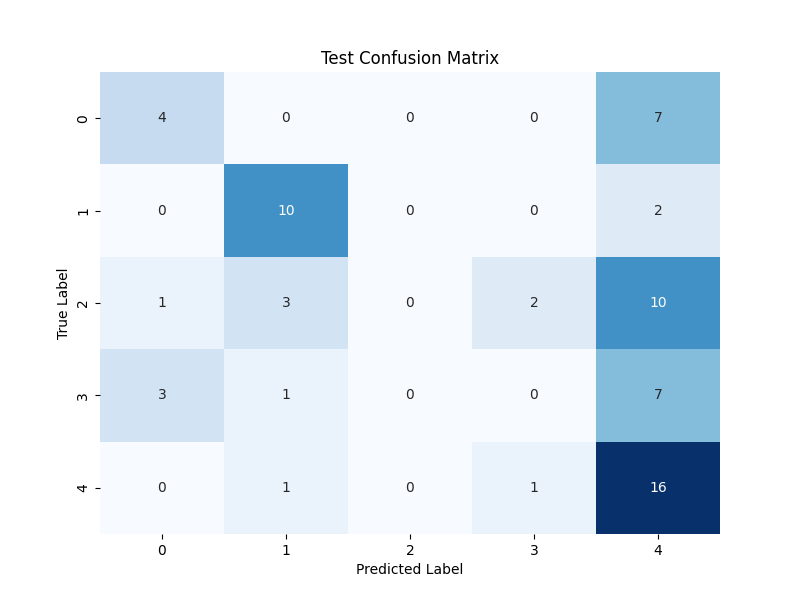 Test Confusion Matrix
True Label
0 4 0 0 0 7
1 0 10 0 0 2
2 1 3 0 2 10
3 3 1 0 0 7
4 0 1 0 1 16
0 1 2 3 4
Predicted Label